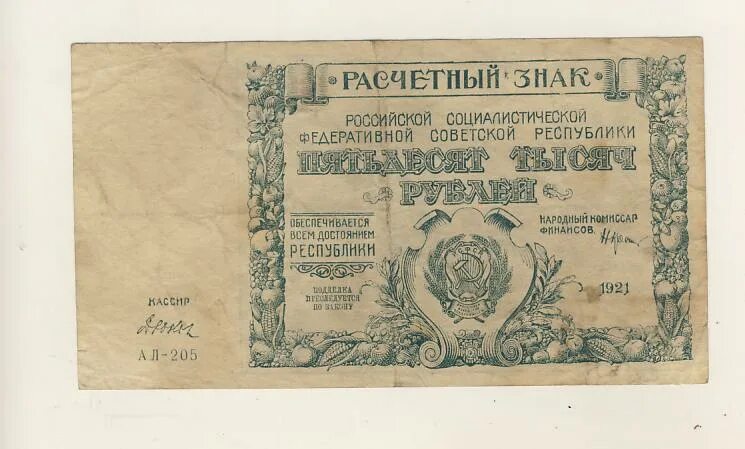 РАСЧЕТНЫЙ ЗНАК
РОССИЙСКОЙ СОЦИАЛИСТИЧЕСКОЙ
ФЕДЕРАТИВНОЙ СОВЕТСКОЙ РЕСПУБЛИКИ
ПЯТЬДЕСЯТ ТЫСЯЧ
РУБЛЕЙ
ОБЕСПЕЧИВАЕТСЯ
ВСЕМ ДОСТОЯНИЕМ
РЕСПУБЛИКИ
НАРОДНЫЙ КОМИССАР
ФИНАНСОВ
ПОДДЕЛКА
ПРЕСЛЕДУЕТСЯ
ПО ЗАКОНУ
1921
КАССИР
АЛ-205